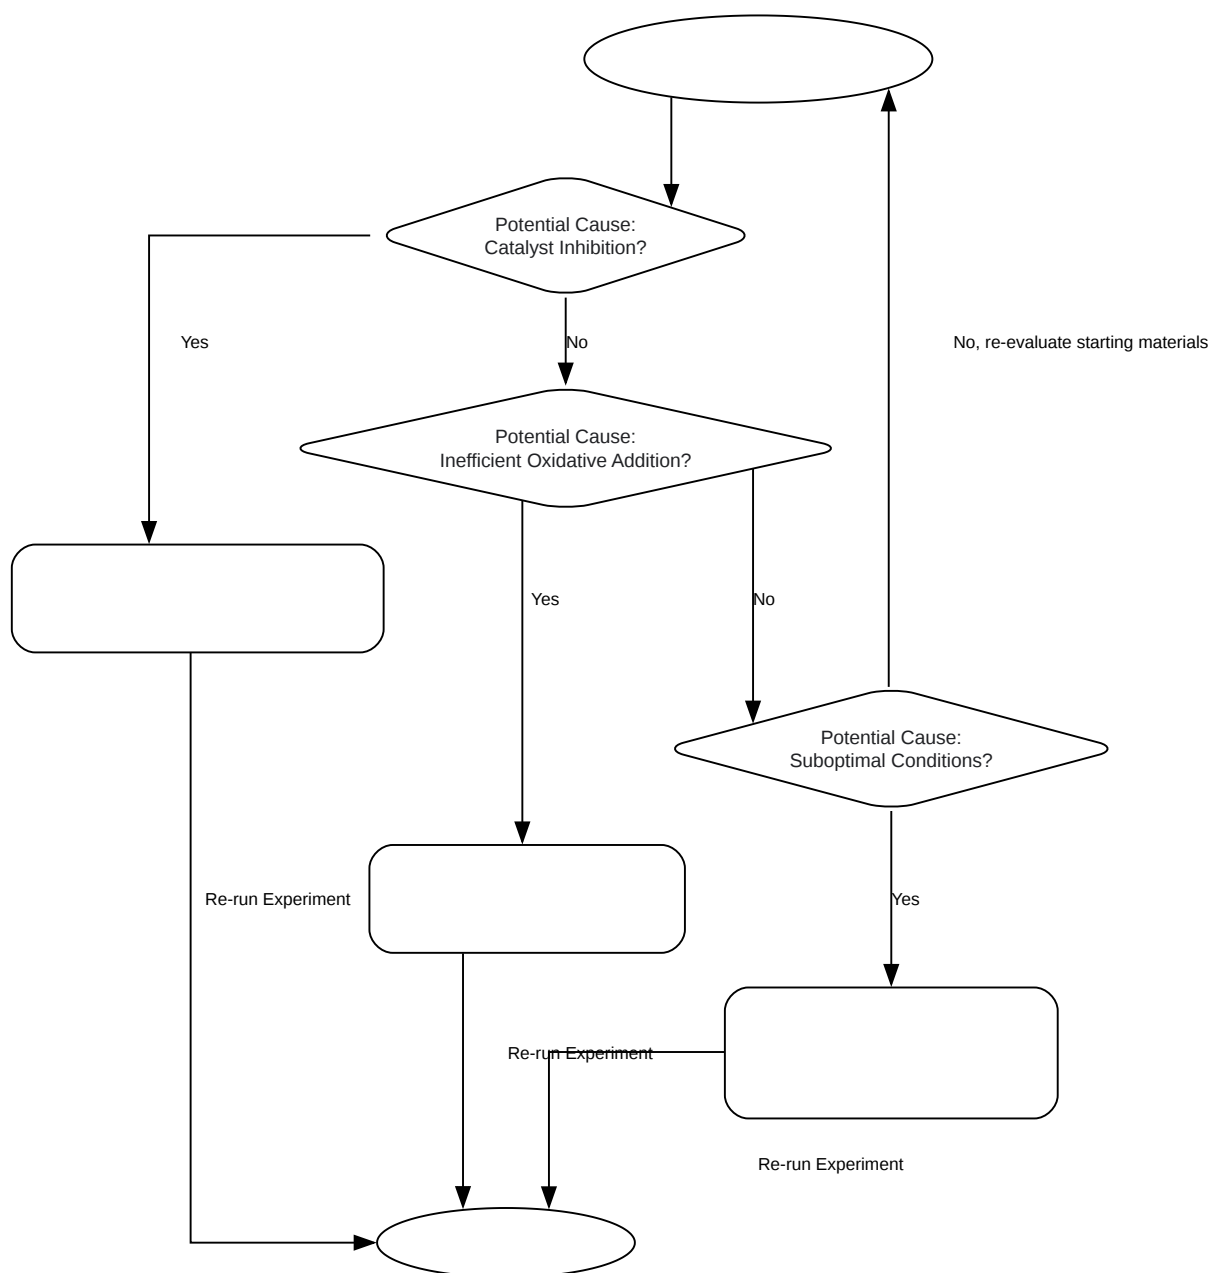 Potential Cause:
Catalyst Inhibition?
Yes
No
No, re-evaluate starting materials
Potential Cause:
Inefficient Oxidative Addition?
Yes
No
Potential Cause:
Suboptimal Conditions?
Re-run Experiment
Yes
Re-run Experiment
Re-run Experiment